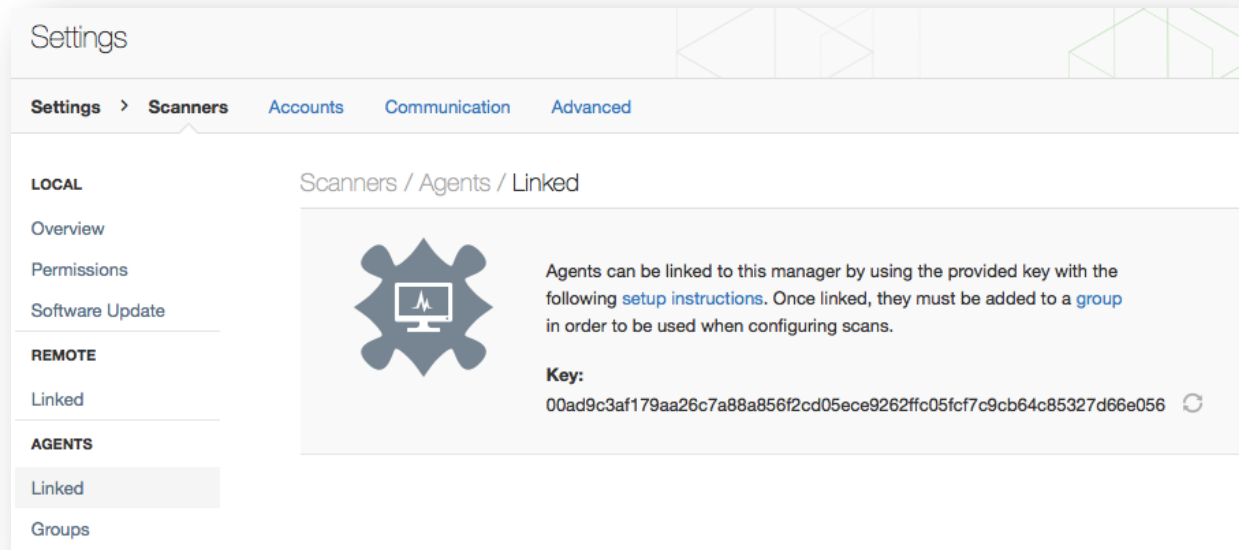 Settings
Settings > Scanners Accounts Communication Advanced
LOCAL
Overview
Permissions
Software Update
REMOTE
Linked
AGENTS
Linked
Groups
Scanners / Agents / Linked
Agents can be linked to this manager by using the provided key with the
following setup instructions. Once linked, they must be added to a group
in order to be used when configuring scans.
Key:
00ad9c3af179aa26c7a88a856f2cd05ece9262ffc05fcf7c9cb64c85327d66e056